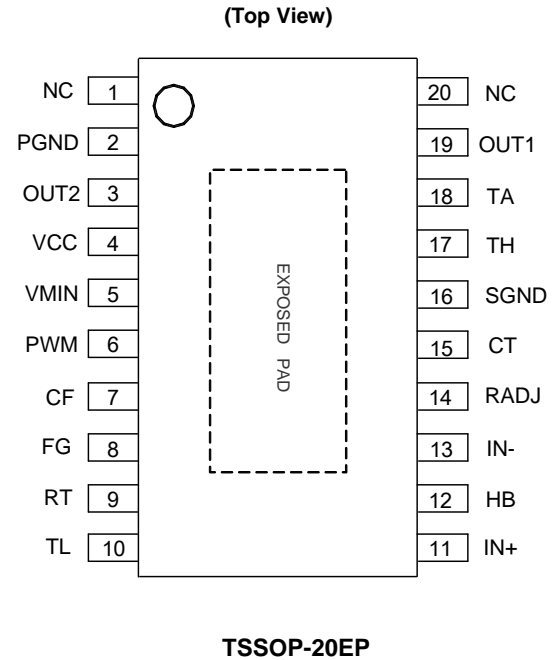 (Top View)
NC 1
PGND 2
OUT2 3
VCC 4
VMIN 5
PWM 6
CF 7
FG 8
RT 9
TL 10
EXPOSED PAD
20 NC
19 OUT1
18 TA
17 TH
16 SGND
15 CT
14 RADJ
13 IN-
12 HB
11 IN+
TSSOP-20EP